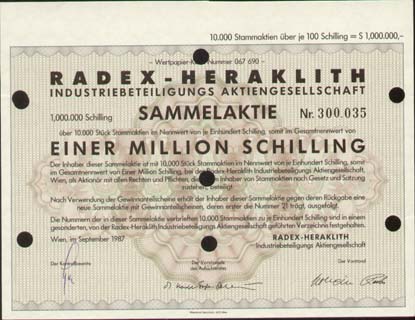 10.000 Stammaktien über je 100 Schilling = S 1,000.000,–
– Wertpapier-Kenn-Nummer 067 690 –
RADEX-HERAKLITH
INDUSTRIEBETEILIGUNGS AKTIENGESELLSCHAFT
1,000.000 Schilling SAMMELAKTIE Nr. 300.035
über 10.000 Stück Stammaktien im Nennwert von je Einhundert Schilling, somit im Gesamtnennwert von
EINER MILLION SCHILLING
Der Inhaber dieser Sammelaktie ist mit 10.000 Stück Stammaktien im Nennwert von je Einhundert Schilling, somit
im Gesamtnennwert von Einer Million Schilling, bei der Radex-Heraklith Industriebeteiligungs Aktiengesellschaft,
Wien, als Aktionär mit allen Rechten und Pflichten, die den Inhabern von Stammaktien nach Gesetz und Satzung
zustehen, beteiligt.
Nach Verwendung der Gewinnanteilscheine erhält der Inhaber dieser Sammelaktie gegen deren Rückgabe eine
neue Sammelaktie mit Gewinnanteilscheinen, deren erster die Nummer 21 trägt, ausgefolgt.
Die Nummern der in dieser Sammelaktie verbrieften 10.000 Stammaktien zu je Einhundert Schilling sind in einem
gesonderten, von der Radex-Heraklith Industriebeteiligungs Aktiengesellschaft geführten Verzeichnis festgehalten.
Wien, im September 1987
RADEX-HERAKLITH
Industriebeteiligungs Aktiengesellschaft
Der Kontrollbeamte
Der Vorsitzende
des Aufsichtsrates
Der Vorstand